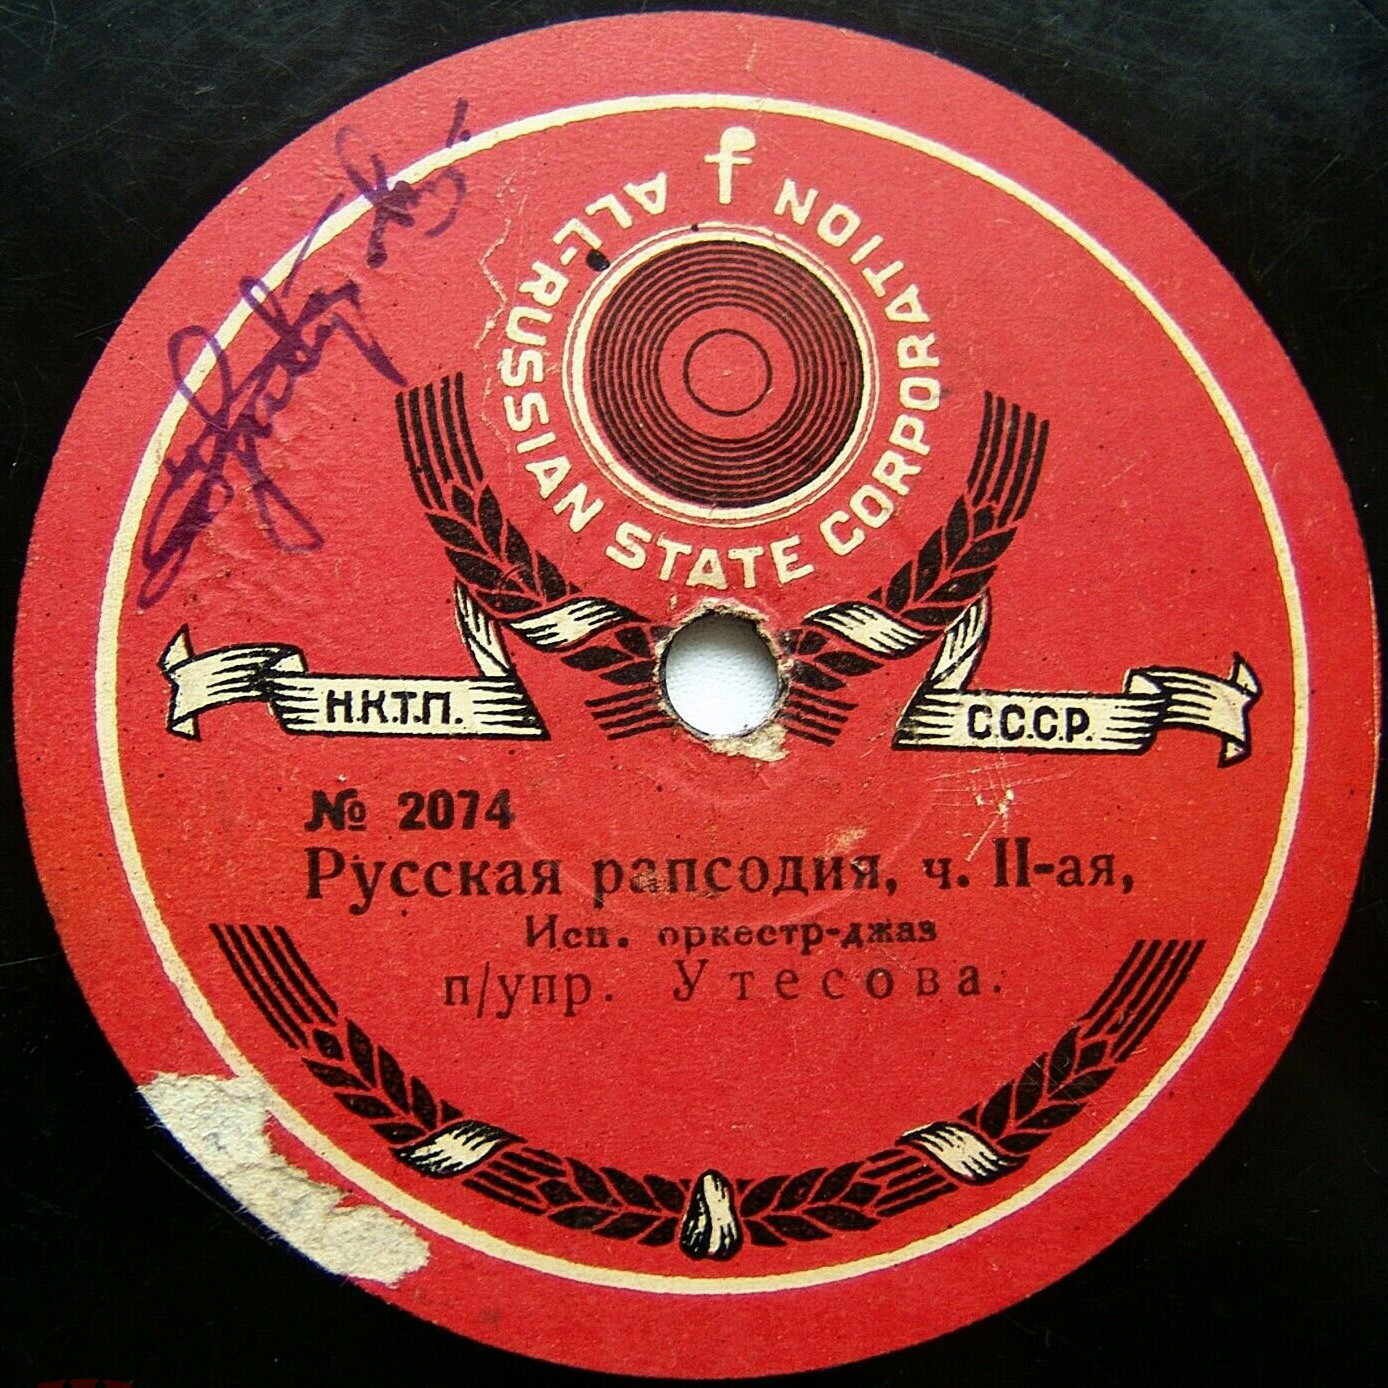 ALL-RUSSIAN STATE CORPORATION
Н.К.Т.П.
С.С.С.Р.
№ 2074
Русская рапсодия, ч. II-ая,
Исп. оркестр-джаз
п/упр. Утесова.